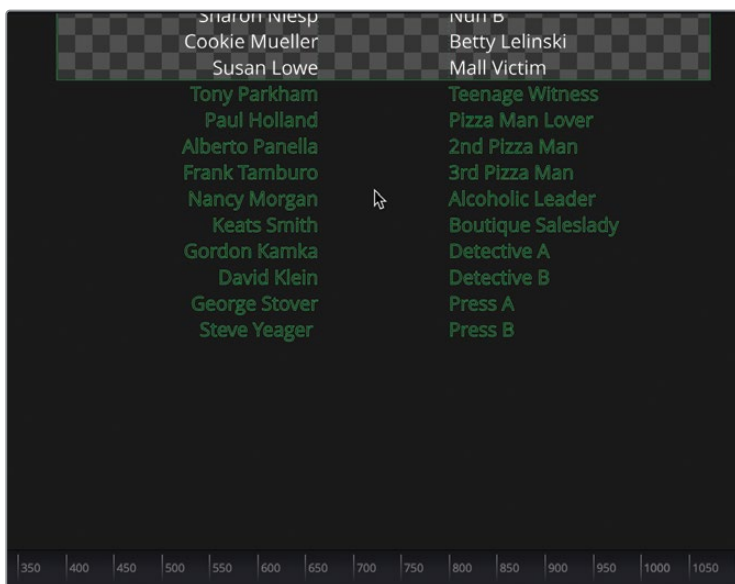 Sharon Niesp Nun B
Cookie Mueller Betty Lelinski
Susan Lowe Mall Victim
Tony Parkham Teenage Witness
Paul Holland Pizza Man Lover
Alberto Panella 2nd Pizza Man
Frank Tamburo 3rd Pizza Man
Nancy Morgan Alcoholic Leader
Keats Smith Boutique Saleslady
Gordon Kamka Detective A
David Klein Detective B
George Stover Press A
Steve Yeager Press B
350 400 450 500 550 600 650 700 750 800 850 900 950 1000 1050